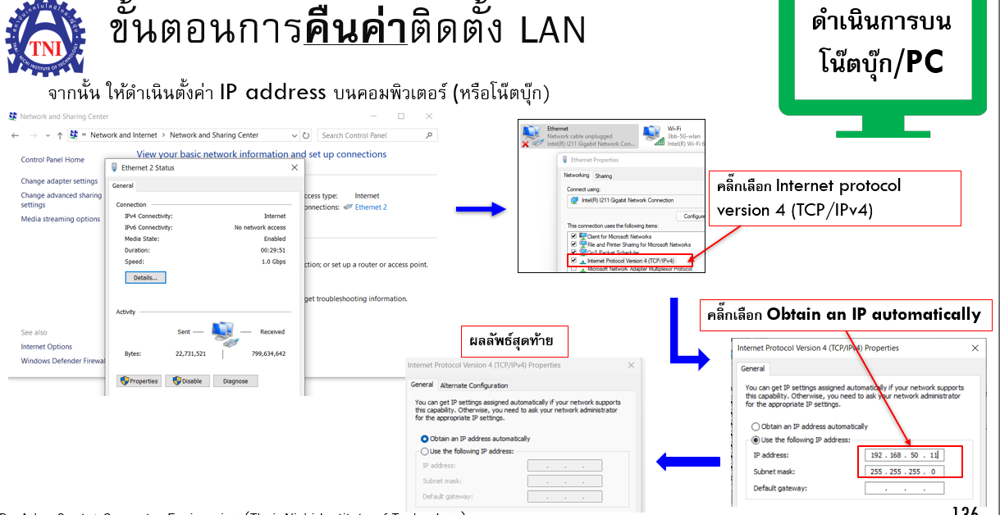 ขั้นตอนการคืนค่าติดตั้ง LAN
ดำเนินการบน
โน๊ตบุ๊ก/PC
TNI
จากนั้น ให้ดำเนินตั้งค่า IP address บนคอมพิวเตอร์ (หรือโน๊ตบุ๊ก)
Network and Sharing Center
« Network and Internet > Network and Sharing Center
Search Control Panel
Control Panel Home
Change adapter settings
Change advanced sharing
settings
Media streaming options
See also
Internet Options
Windows Defender Firewal
View your basic network information and set up connections
ccess type: Internet
onnections: Ethernet 2
ction; or set up a router or access point.
get troubleshooting information.
Ethernet 2 Status
General
Connection
IPv4 Connectivity: Internet
IPv6 Connectivity: No network access
Media State: Enabled
Duration: 00:29:51
Speed: 1.0 Gbps
Details...
Activity
Sent — — Received
Bytes: 22,731,521 799,634,642
Properties Disable Diagnose
Ethernet
Network cable unplugged
Intel(R) I211 Gigabit Network Con...
Wi-Fi
3bb-5G-wlan
Intel(R) Wi-Fi 6
Ethernet Properties
Networking Sharing
Connect using:
Intel(R) I211 Gigabit Network Connection
Configure
This connection uses the following items:
Client for Microsoft Networks
File and Printer Sharing for Microsoft Networks
QoS Packet Scheduler
Internet Protocol Version 4 (TCP/IPv4)
Microsoft Network Adapter Multiplexor Protocol
คลิ๊กเลือก Internet protocol
version 4 (TCP/IPv4)
คลิ๊กเลือก Obtain an IP automatically
Internet Protocol Version 4 (TCP/IPv4) Properties
General
You can get IP settings assigned automatically if your network supports
this capability. Otherwise, you need to ask your network administrator
for the appropriate IP settings.
Obtain an IP address automatically
Use the following IP address:
IP address: 192 . 168 . 50 . 11
Subnet mask: 255 . 255 . 255 . 0
Default gateway: . . .
ผลลัพธ์สุดท้าย
Internet Protocol Version 4 (TCP/IPv4) Properties
General Alternate Configuration
You can get IP settings assigned automatically if your network supports
this capability. Otherwise, you need to ask your network administrator
for the appropriate IP settings.
Obtain an IP address automatically
Use the following IP address:
IP address: . . .
Subnet mask: . . .
Default gateway: . . .
136